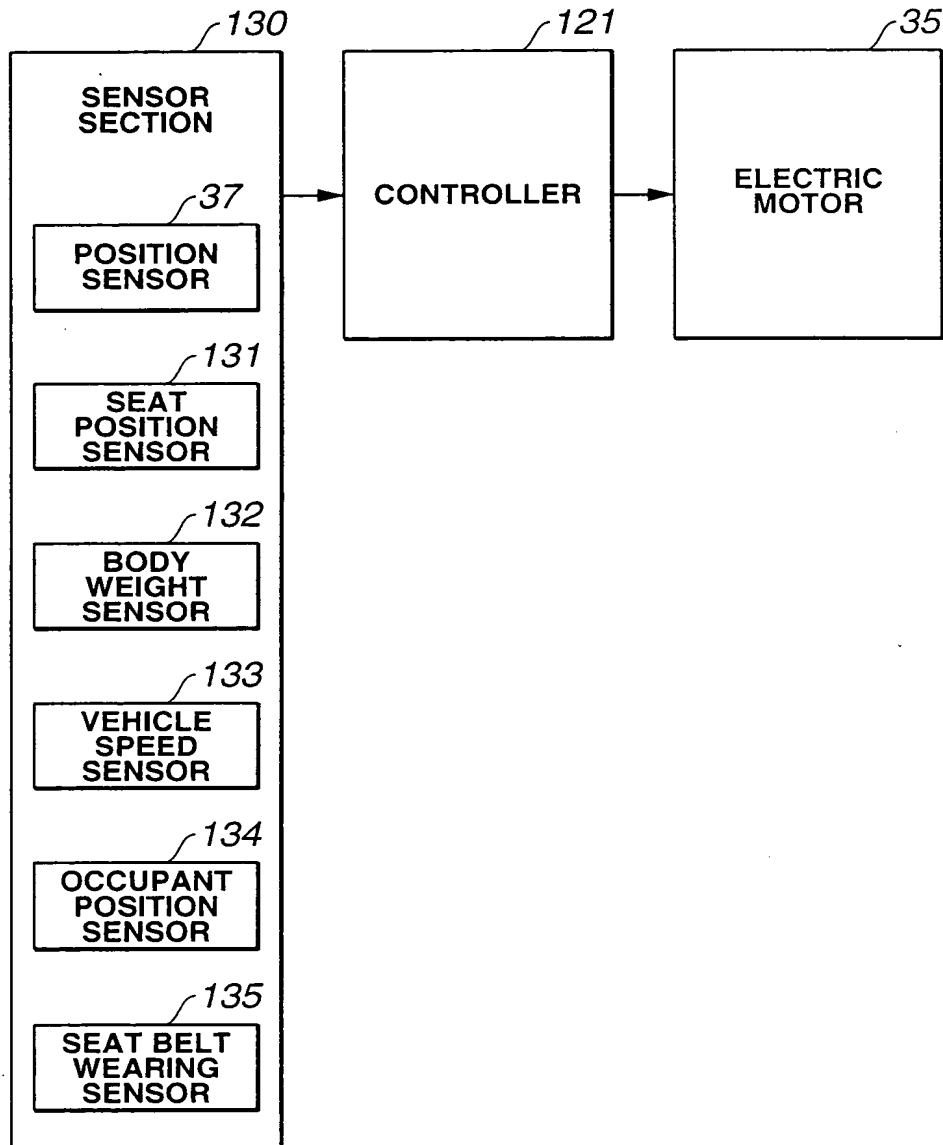 130
121
35
SENSOR
SECTION
CONTROLLER
ELECTRIC
MOTOR
37
POSITION
SENSOR
131
SEAT
POSITION
SENSOR
132
BODY
WEIGHT
SENSOR
133
VEHICLE
SPEED
SENSOR
134
OCCUPANT
POSITION
SENSOR
135
SEAT BELT
WEARING
SENSOR